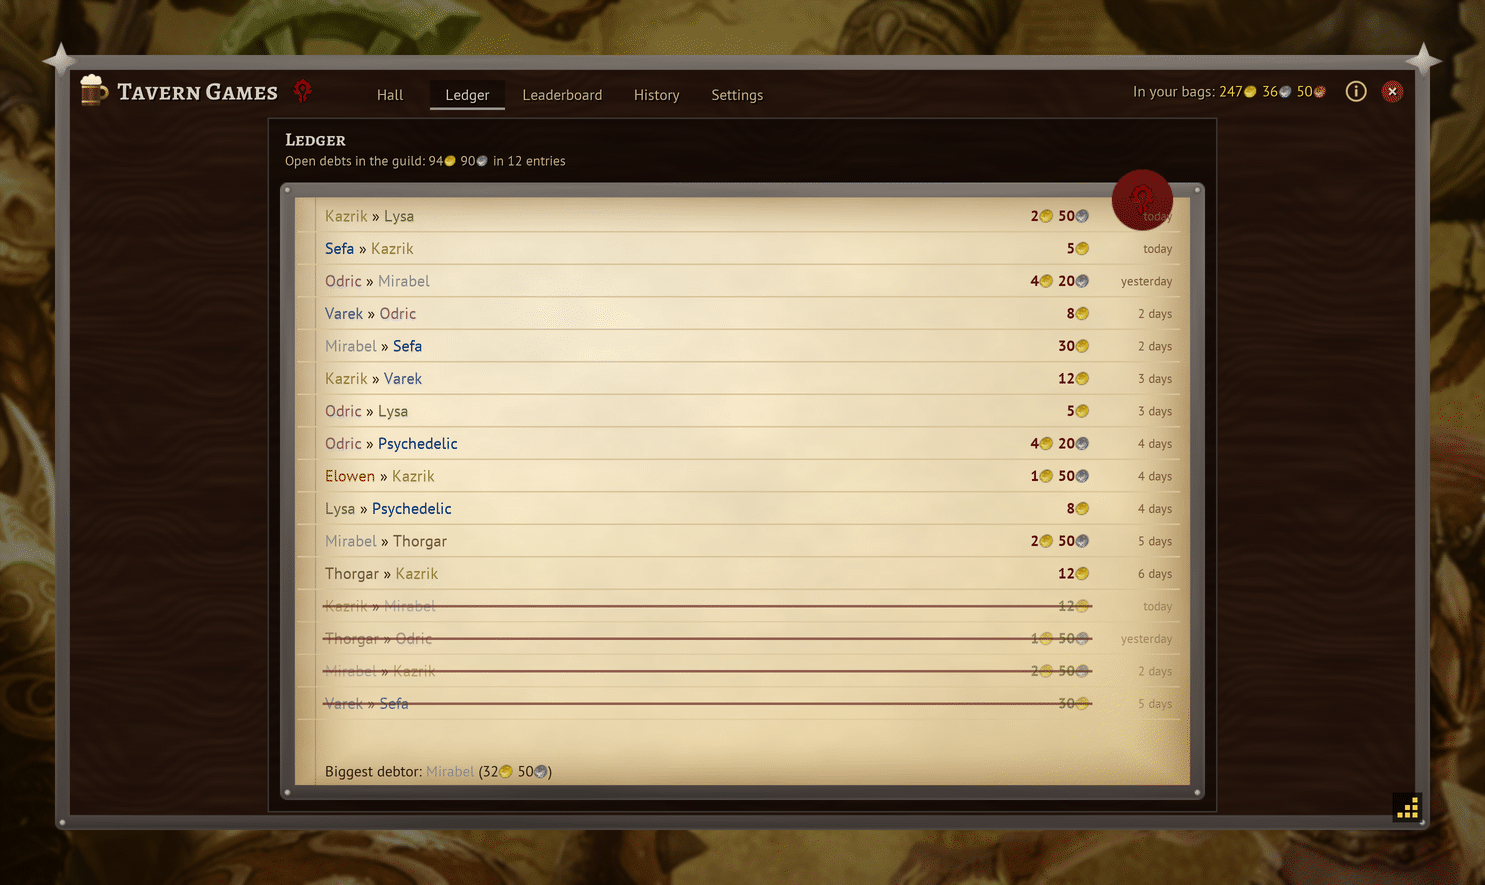 Tavern Games
Hall Ledger Leaderboard History Settings
In your bags: 247 36 50
Ledger
Open debts in the guild: 94 90 in 12 entries
Kazrik » Lysa 2 50 today
Sefa » Kazrik 5 today
Odric » Mirabel 4 20 yesterday
Varek » Odric 8 2 days
Mirabel » Sefa 30 2 days
Kazrik » Varek 12 3 days
Odric » Lysa 5 3 days
Odric » Psychedelic 4 20 4 days
Elowen » Kazrik 1 50 4 days
Lysa » Psychedelic 8 4 days
Mirabel » Thorgar 2 50 5 days
Thorgar » Kazrik 12 6 days
Kazrik » Mirabel 12 today
Thorgar » Odric 1 50 yesterday
Mirabel » Kazrik 2 50 2 days
Varek » Sefa 30 5 days
Biggest debtor: Mirabel (32 50)